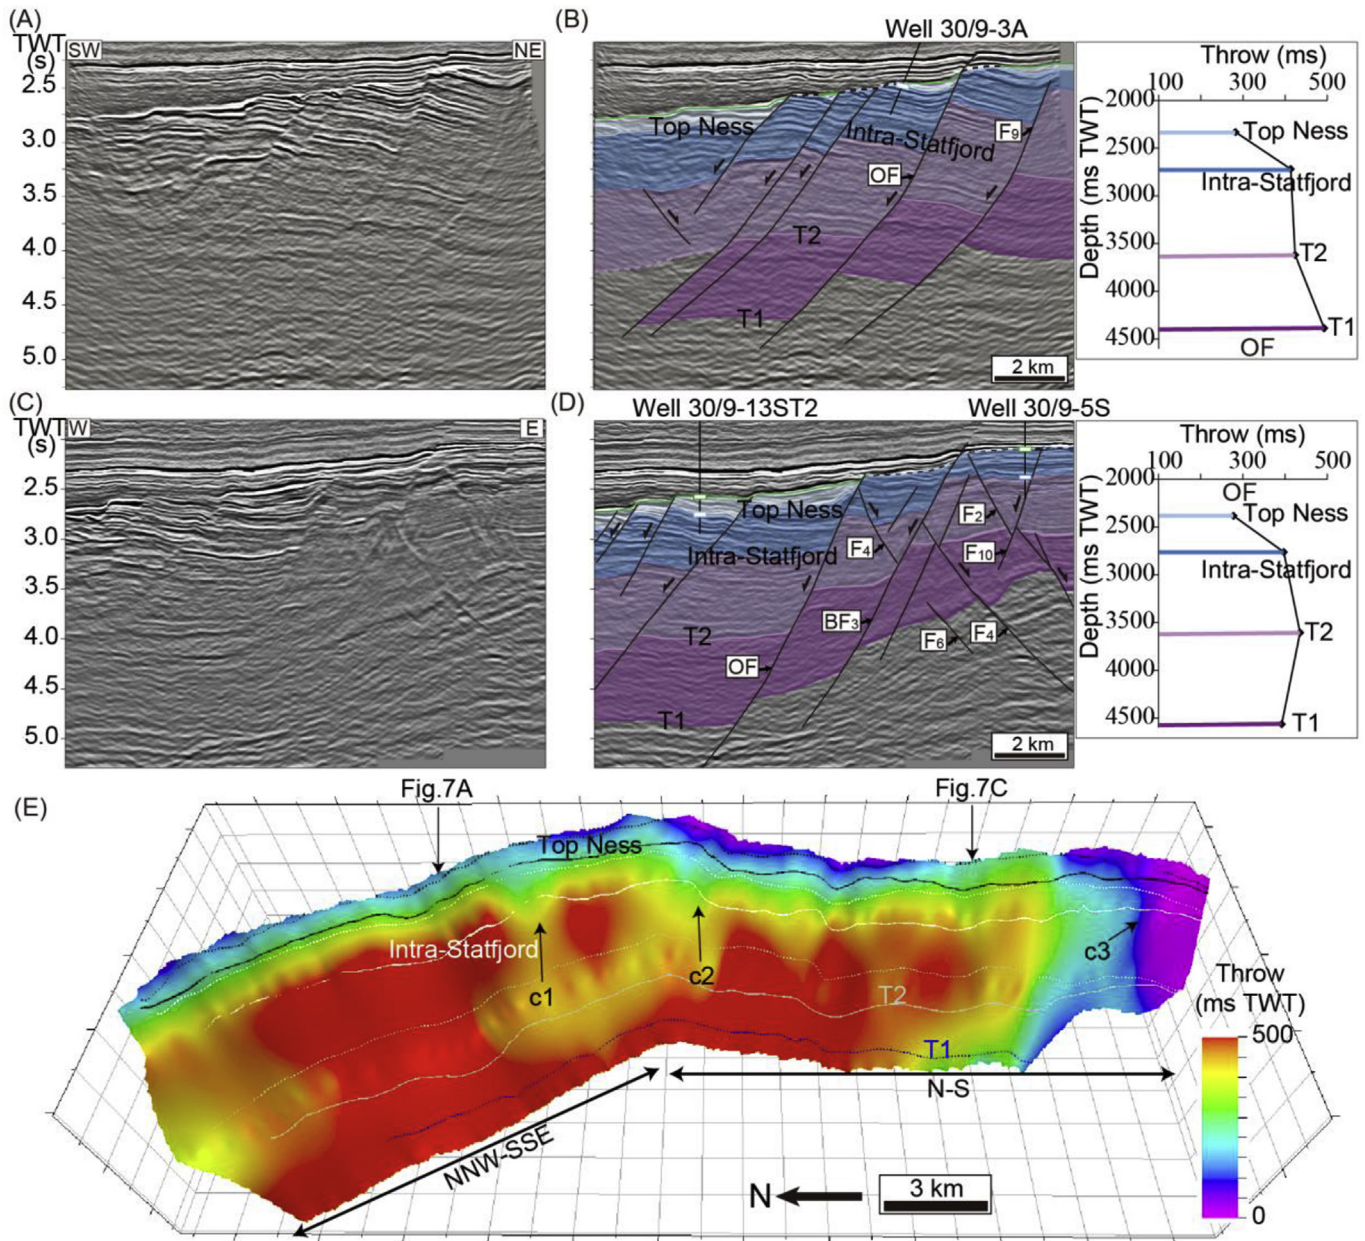 (A)
TWT
(s)
SW
NE
2.5
3.0
3.5
4.0
4.5
5.0
(B)
Well 30/9-3A
Top Ness
Intra-Statfjord
F9
OF
T2
T1
2 km
Throw (ms)
100 300 500
Depth (ms TWT)
2000
2500
3000
3500
4000
4500
Top Ness
Intra-Statfjord
T2
T1
OF
(C)
TWT
(s)
W
E
2.5
3.0
3.5
4.0
4.5
5.0
(D)
Well 30/9-13ST2
Well 30/9-5S
Top Ness
Intra-Statfjord
F2
F4
F10
BF3
T2
F6
F4
OF
T1
2 km
Throw (ms)
100 300 500
Depth (ms TWT)
2000
2500
3000
3500
4000
4500
OF
Top Ness
Intra-Statfjord
T2
T1
(E)
Fig.7A
Fig.7C
Top Ness
Intra-Statfjord
c1
c2
c3
T2
T1
NNW-SSE
N-S
N
3 km
Throw
(ms TWT)
500
0